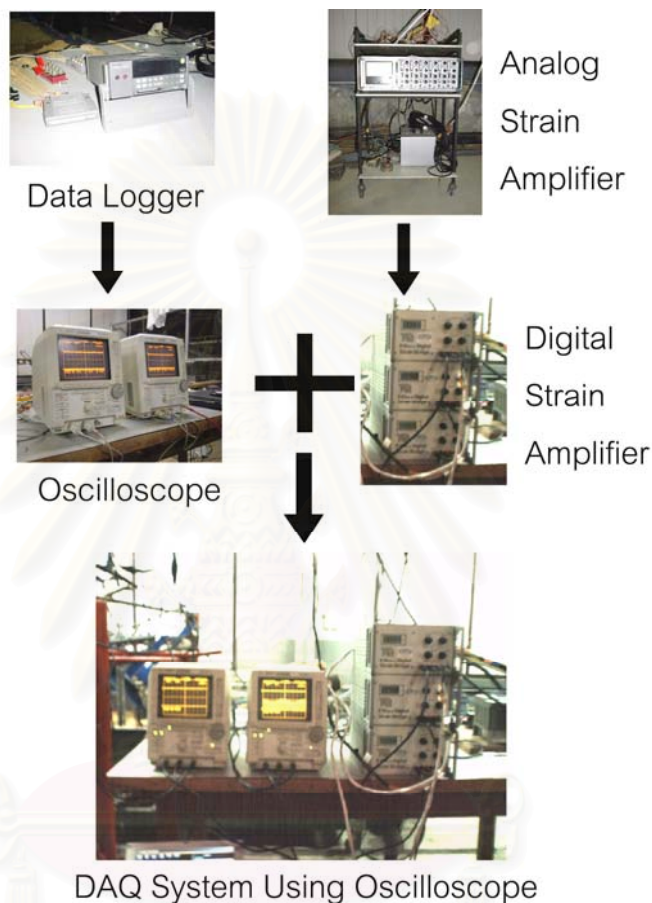 Data Logger
Analog
Strain
Amplifier
Oscilloscope
Digital
Strain
Amplifier
DAQ System Using Oscilloscope